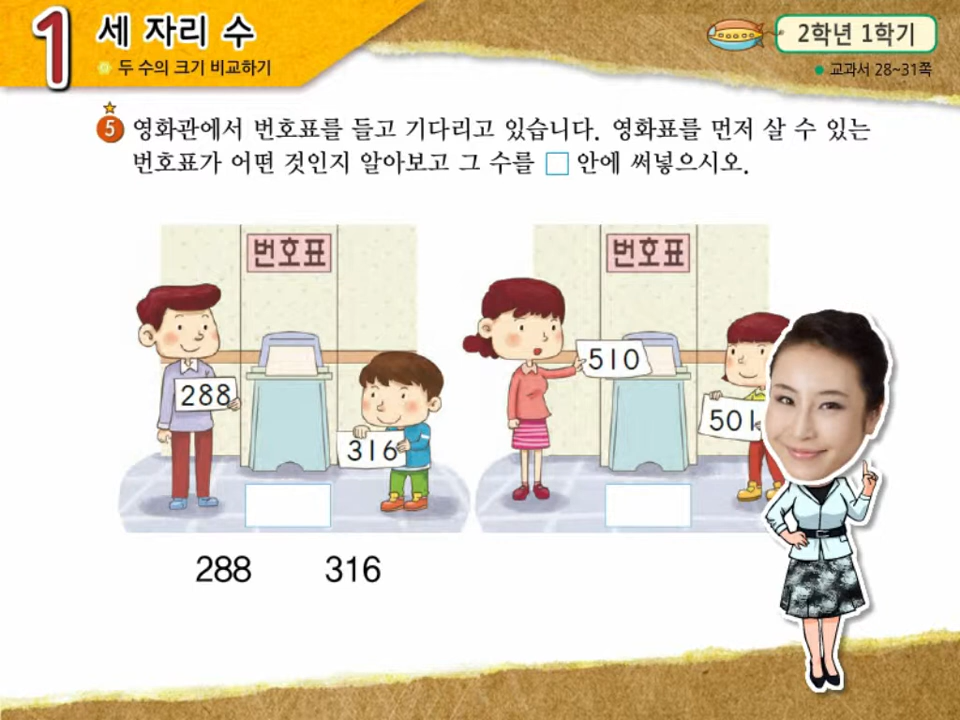 1 세 자리 수
두 수의 크기 비교하기
2학년 1학기
교과서 28~31쪽
5 영화관에서 번호표를 들고 기다리고 있습니다. 영화표를 먼저 살 수 있는
번호표가 어떤 것인지 알아보고 그 수를 □ 안에 써넣으시오.
번호표
번호표
288
316
510
501
288 316